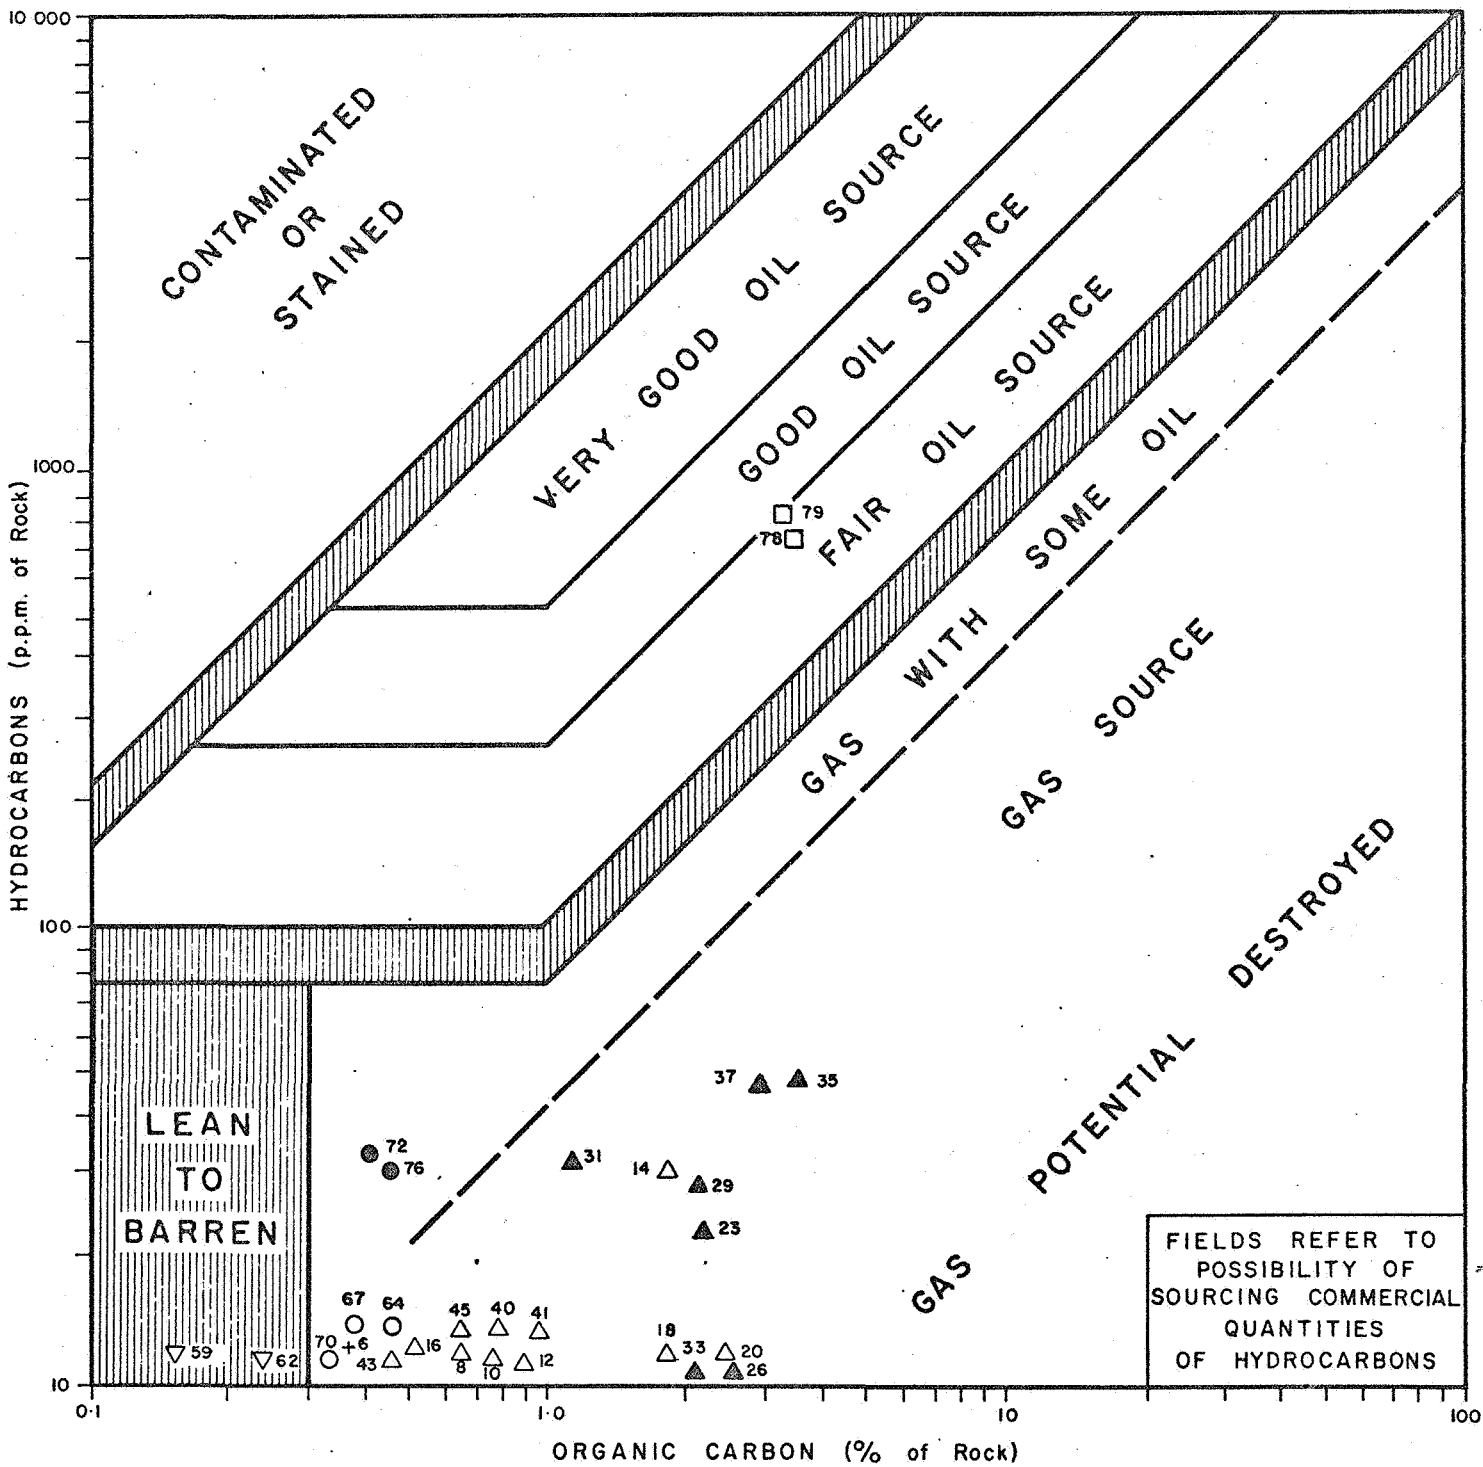 10 000
1000
100
10
HYDROCARBONS (p.p.m. of Rock)
CONTAMINATED
OR
STAINED
VERY GOOD OIL SOURCE
GOOD OIL SOURCE
FAIR OIL SOURCE
GAS WITH SOME OIL
GAS SOURCE
GAS POTENTIAL DESTROYED
LEAN
TO
BARREN
79
78
37
35
72
76
31
14
29
23
67
64
45
40
41
70
+6
43
16
8
10
12
18
33
20
26
59
62
FIELDS REFER TO
POSSIBILITY OF
SOURCING COMMERCIAL
QUANTITIES
OF HYDROCARBONS
0·1
1·0
10
100
ORGANIC CARBON (% of Rock)